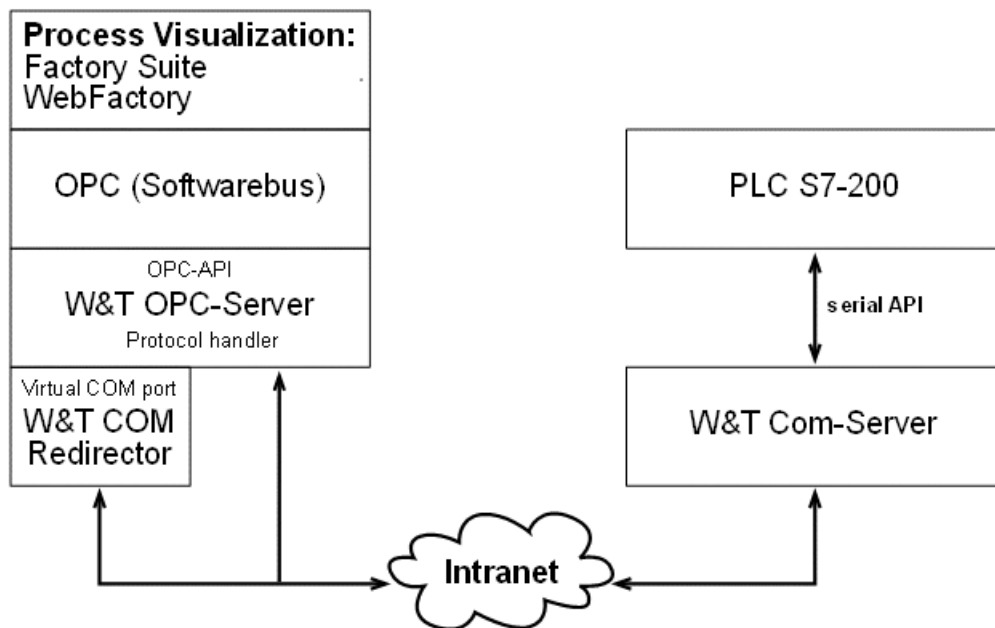 Process Visualization:
Factory Suite
WebFactory
OPC (Softwarebus)
OPC-API
W&T OPC-Server
Protocol handler
Virtual COM port
W&T COM
Redirector
PLC S7-200
serial API
W&T Com-Server
Intranet